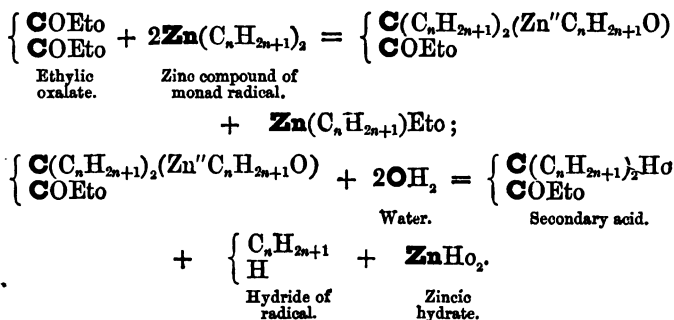 { COEto COEto + 2Zn(CₙH₂ₙ₊₁)₂ = { C(CₙH₂ₙ₊₁)₂(Zn″CₙH₂ₙ₊₁O) COEto
Ethylic oxalate. Zinc compound of monad radical.
+ Zn(CₙH₂ₙ₊₁)Eto;
{ C(CₙH₂ₙ₊₁)₂(Zn″CₙH₂ₙ₊₁O) COEto + 2OH₂ = { C(CₙH₂ₙ₊₁)₂Ho COEto
Water. Secondary acid.
+ { CₙH₂ₙ₊₁ H + ZnHo₂.
Hydride of radical. Zincic hydrate.